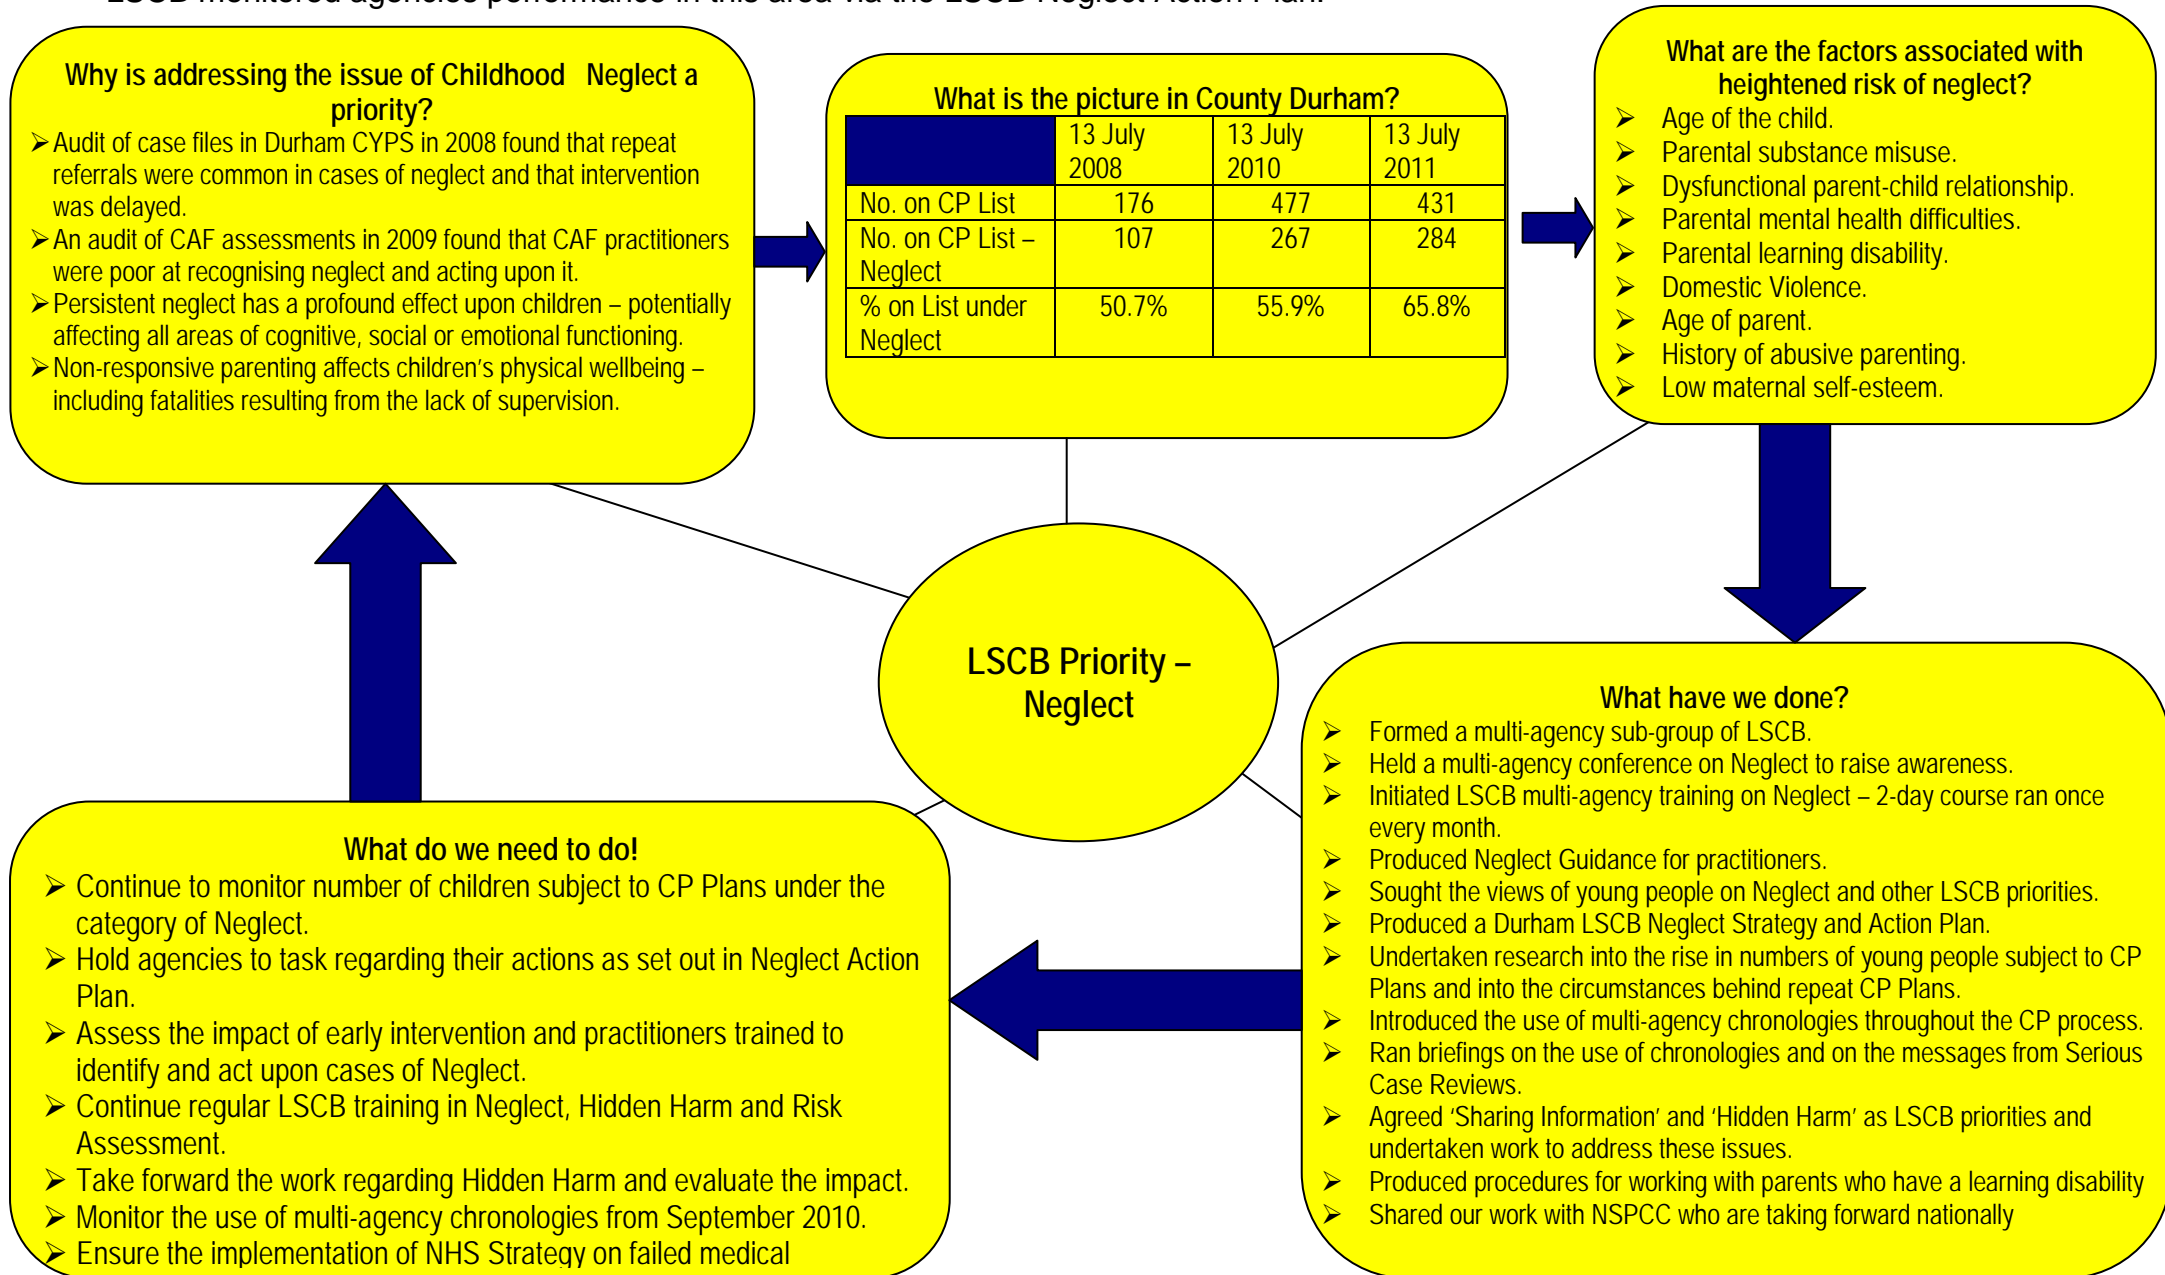 LSCB monitored agencies performance in this area via the LSCB Neglect Action Plan.
Why is addressing the issue of Childhood Neglect a
priority?
➢ Audit of case files in Durham CYPS in 2008 found that repeat
referrals were common in cases of neglect and that intervention
was delayed.
➢ An audit of CAF assessments in 2009 found that CAF practitioners
were poor at recognising neglect and acting upon it.
➢ Persistent neglect has a profound effect upon children – potentially
affecting all areas of cognitive, social or emotional functioning.
➢ Non-responsive parenting affects children's physical wellbeing –
including fatalities resulting from the lack of supervision.
What is the picture in County Durham?
13 July 13 July 13 July
2008 2010 2011
No. on CP List 176 477 431
No. on CP List – 107 267 284
Neglect
% on List under 50.7% 55.9% 65.8%
Neglect
What are the factors associated with
heightened risk of neglect?
➢ Age of the child.
➢ Parental substance misuse.
➢ Dysfunctional parent-child relationship.
➢ Parental mental health difficulties.
➢ Parental learning disability.
➢ Domestic Violence.
➢ Age of parent.
➢ History of abusive parenting.
➢ Low maternal self-esteem.
LSCB Priority –
Neglect
What have we done?
➢ Formed a multi-agency sub-group of LSCB.
➢ Held a multi-agency conference on Neglect to raise awareness.
➢ Initiated LSCB multi-agency training on Neglect – 2-day course ran once
every month.
➢ Produced Neglect Guidance for practitioners.
➢ Sought the views of young people on Neglect and other LSCB priorities.
➢ Produced a Durham LSCB Neglect Strategy and Action Plan.
➢ Undertaken research into the rise in numbers of young people subject to CP
Plans and into the circumstances behind repeat CP Plans.
➢ Introduced the use of multi-agency chronologies throughout the CP process.
➢ Ran briefings on the use of chronologies and on the messages from Serious
Case Reviews.
➢ Agreed 'Sharing Information' and 'Hidden Harm' as LSCB priorities and
undertaken work to address these issues.
➢ Produced procedures for working with parents who have a learning disability
➢ Shared our work with NSPCC who are taking forward nationally
What do we need to do!
➢ Continue to monitor number of children subject to CP Plans under the
category of Neglect.
➢ Hold agencies to task regarding their actions as set out in Neglect Action
Plan.
➢ Assess the impact of early intervention and practitioners trained to
identify and act upon cases of Neglect.
➢ Continue regular LSCB training in Neglect, Hidden Harm and Risk
Assessment.
➢ Take forward the work regarding Hidden Harm and evaluate the impact.
➢ Monitor the use of multi-agency chronologies from September 2010.
➢ Ensure the implementation of NHS Strategy on failed medical